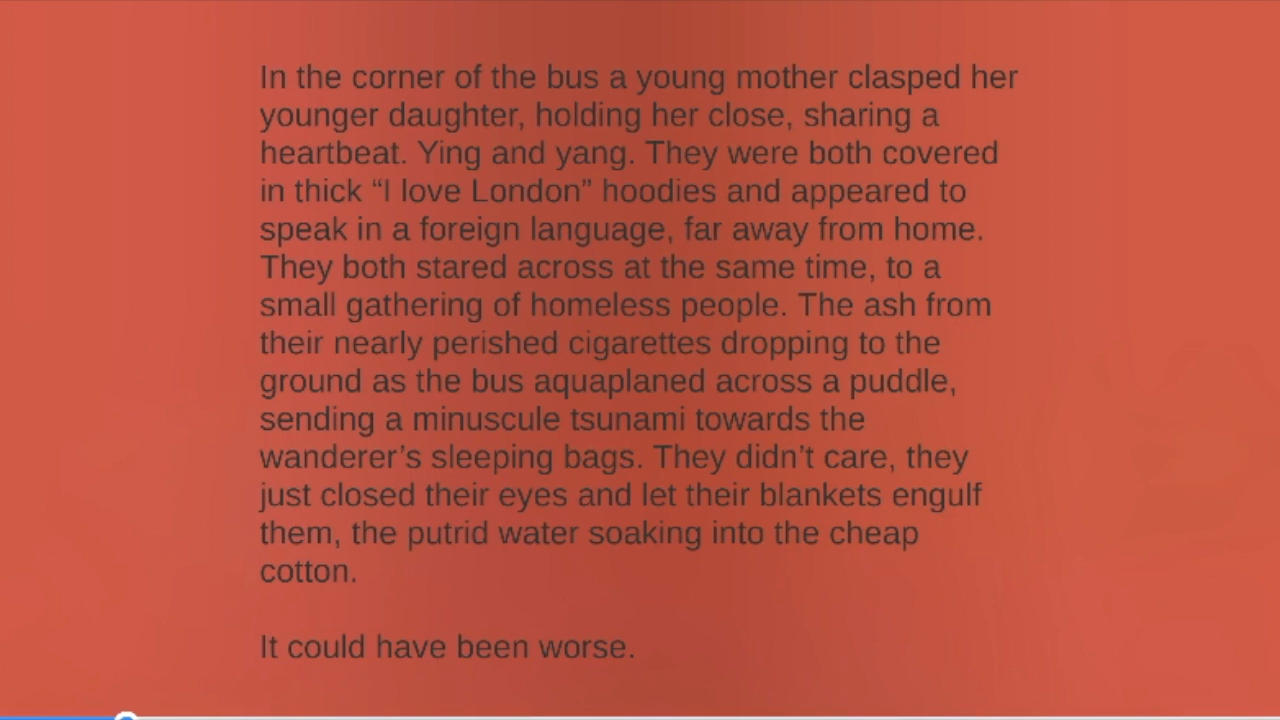 In the corner of the bus a young mother clasped her
younger daughter, holding her close, sharing a
heartbeat. Ying and yang. They were both covered
in thick “I love London” hoodies and appeared to
speak in a foreign language, far away from home.
They both stared across at the same time, to a
small gathering of homeless people. The ash from
their nearly perished cigarettes dropping to the
ground as the bus aquaplaned across a puddle,
sending a minuscule tsunami towards the
wanderer’s sleeping bags. They didn’t care, they
just closed their eyes and let their blankets engulf
them, the putrid water soaking into the cheap
cotton.
It could have been worse.